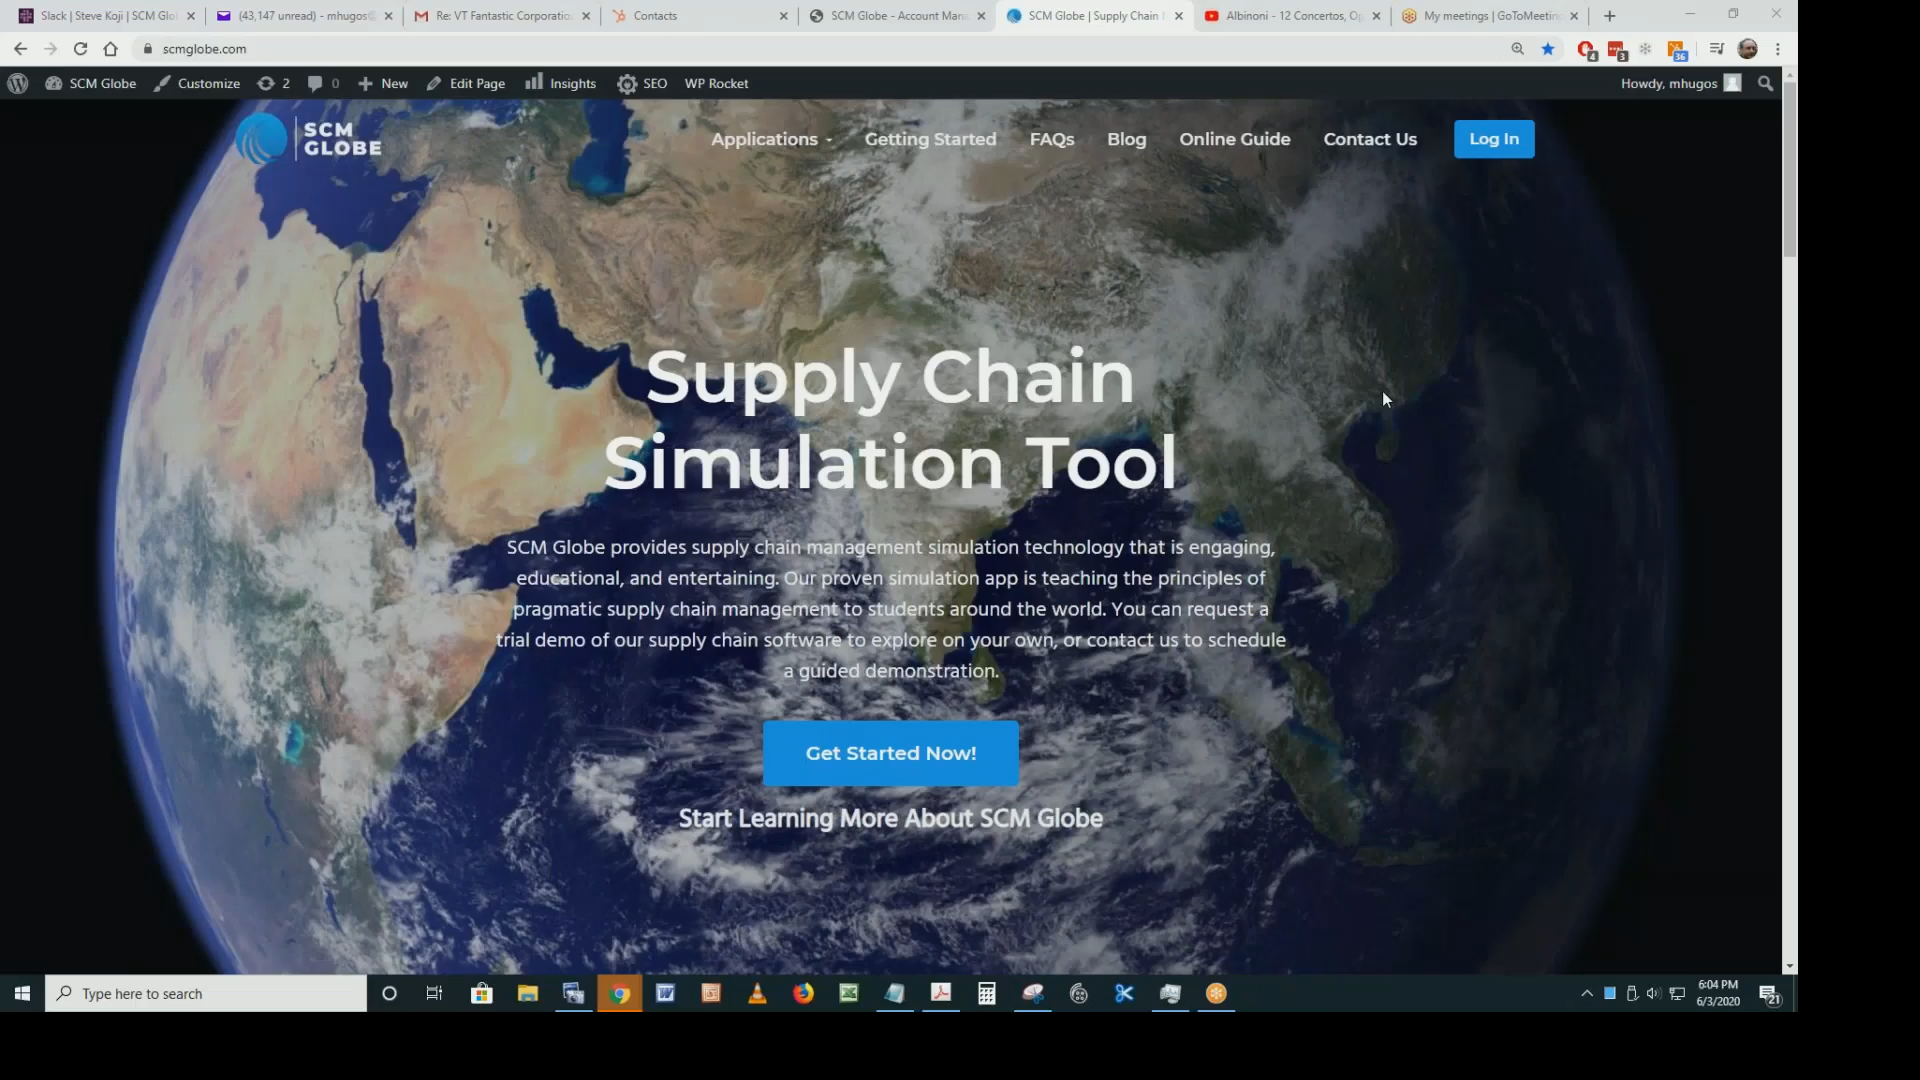 Slack | Steve Koji | SCM Glo
(43,147 unread) - mhugos@
Re: VT Fantastic Corporatio
Contacts
SCM Globe - Account Mana
SCM Globe | Supply Chain
Albinoni - 12 Concertos, Op
My meetings | GoToMeetin
scmglobe.com
4
3
36
SCM Globe
Customize
2
0
New
Edit Page
Insights
SEO
WP Rocket
Howdy, mhugos
SCM
GLOBE
Applications
Getting Started
FAQs
Blog
Online Guide
Contact Us
Log In
Supply Chain
Simulation Tool
SCM Globe provides supply chain management simulation technology that is engaging,
educational, and entertaining. Our proven simulation app is teaching the principles of
pragmatic supply chain management to students around the world. You can request a
trial demo of our supply chain software to explore on your own, or contact us to schedule
a guided demonstration.
Get Started Now!
Start Learning More About SCM Globe
Type here to search
6:04 PM
6/3/2020
21